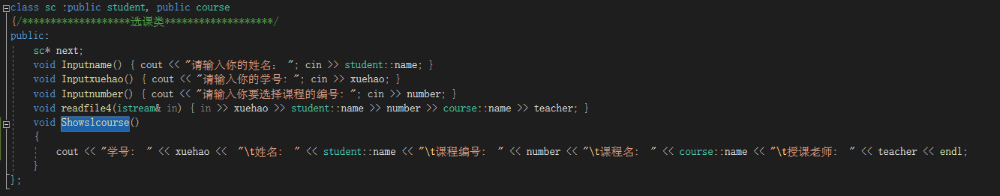 class sc :public student, public course
{/*******************选课类*******************/
public:
sc* next;
void Inputname() { cout << "请输入你的姓名： "; cin >> student::name; }
void Inputxuehao() { cout << "请输入你的学号："; cin >> xuehao; }
void Inputnumber() { cout << "请输入你要选择课程的编号："; cin >> number; }
void readfile4(istream& in) { in >> xuehao >> student::name >> number >> course::name >> teacher; }
void Showslcourse()
{
cout << "学号： " << xuehao << "\t姓名： " << student::name << "\t课程编号： " << number << "\t课程名： " << course::name << "\t授课老师： " << teacher << endl;
}
};